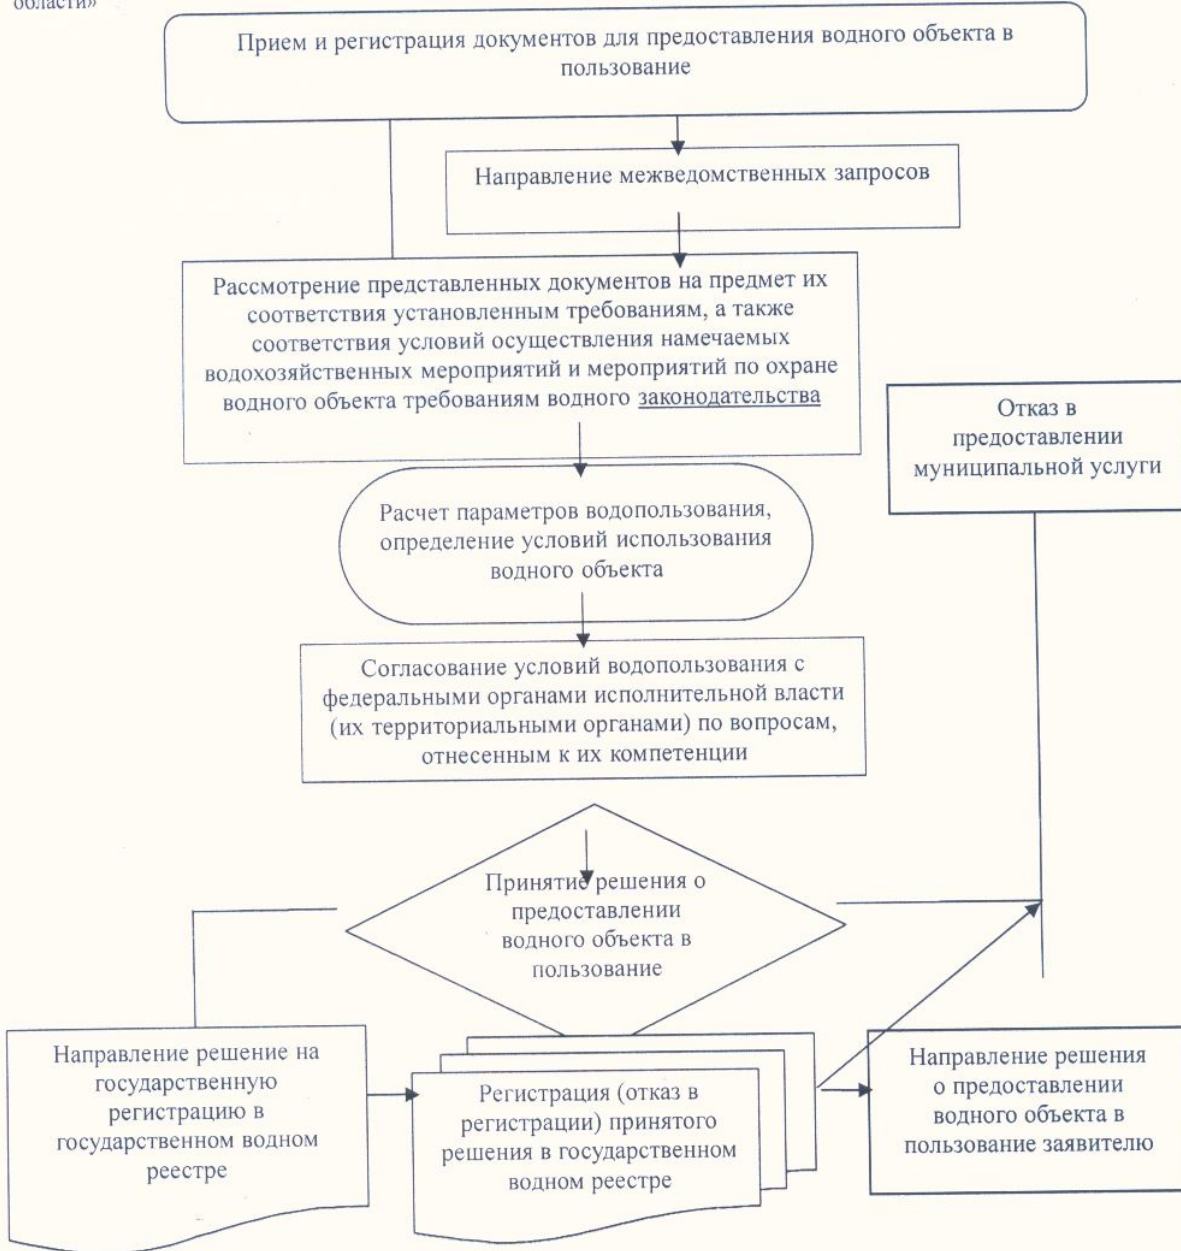 области»
Прием и регистрация документов для предоставления водного объекта в
пользование
Направление межведомственных запросов
Рассмотрение представленных документов на предмет их
соответствия установленным требованиям, а также
соответствия условий осуществления намечаемых
водохозяйственных мероприятий и мероприятий по охране
водного объекта требованиям водного законодательства
Отказ в
предоставлении
муниципальной услуги
Расчет параметров водопользования,
определение условий использования
водного объекта
Согласование условий водопользования с
федеральными органами исполнительной власти
(их территориальными органами) по вопросам,
отнесенным к их компетенции
Принятие решения о
предоставлении
водного объекта в
пользование
Направление решение на
государственную
регистрацию в
государственном водном
реестре
Регистрация (отказ в
регистрации) принятого
решения в государственном
водном реестре
Направление решения
о предоставлении
водного объекта в
пользование заявителю